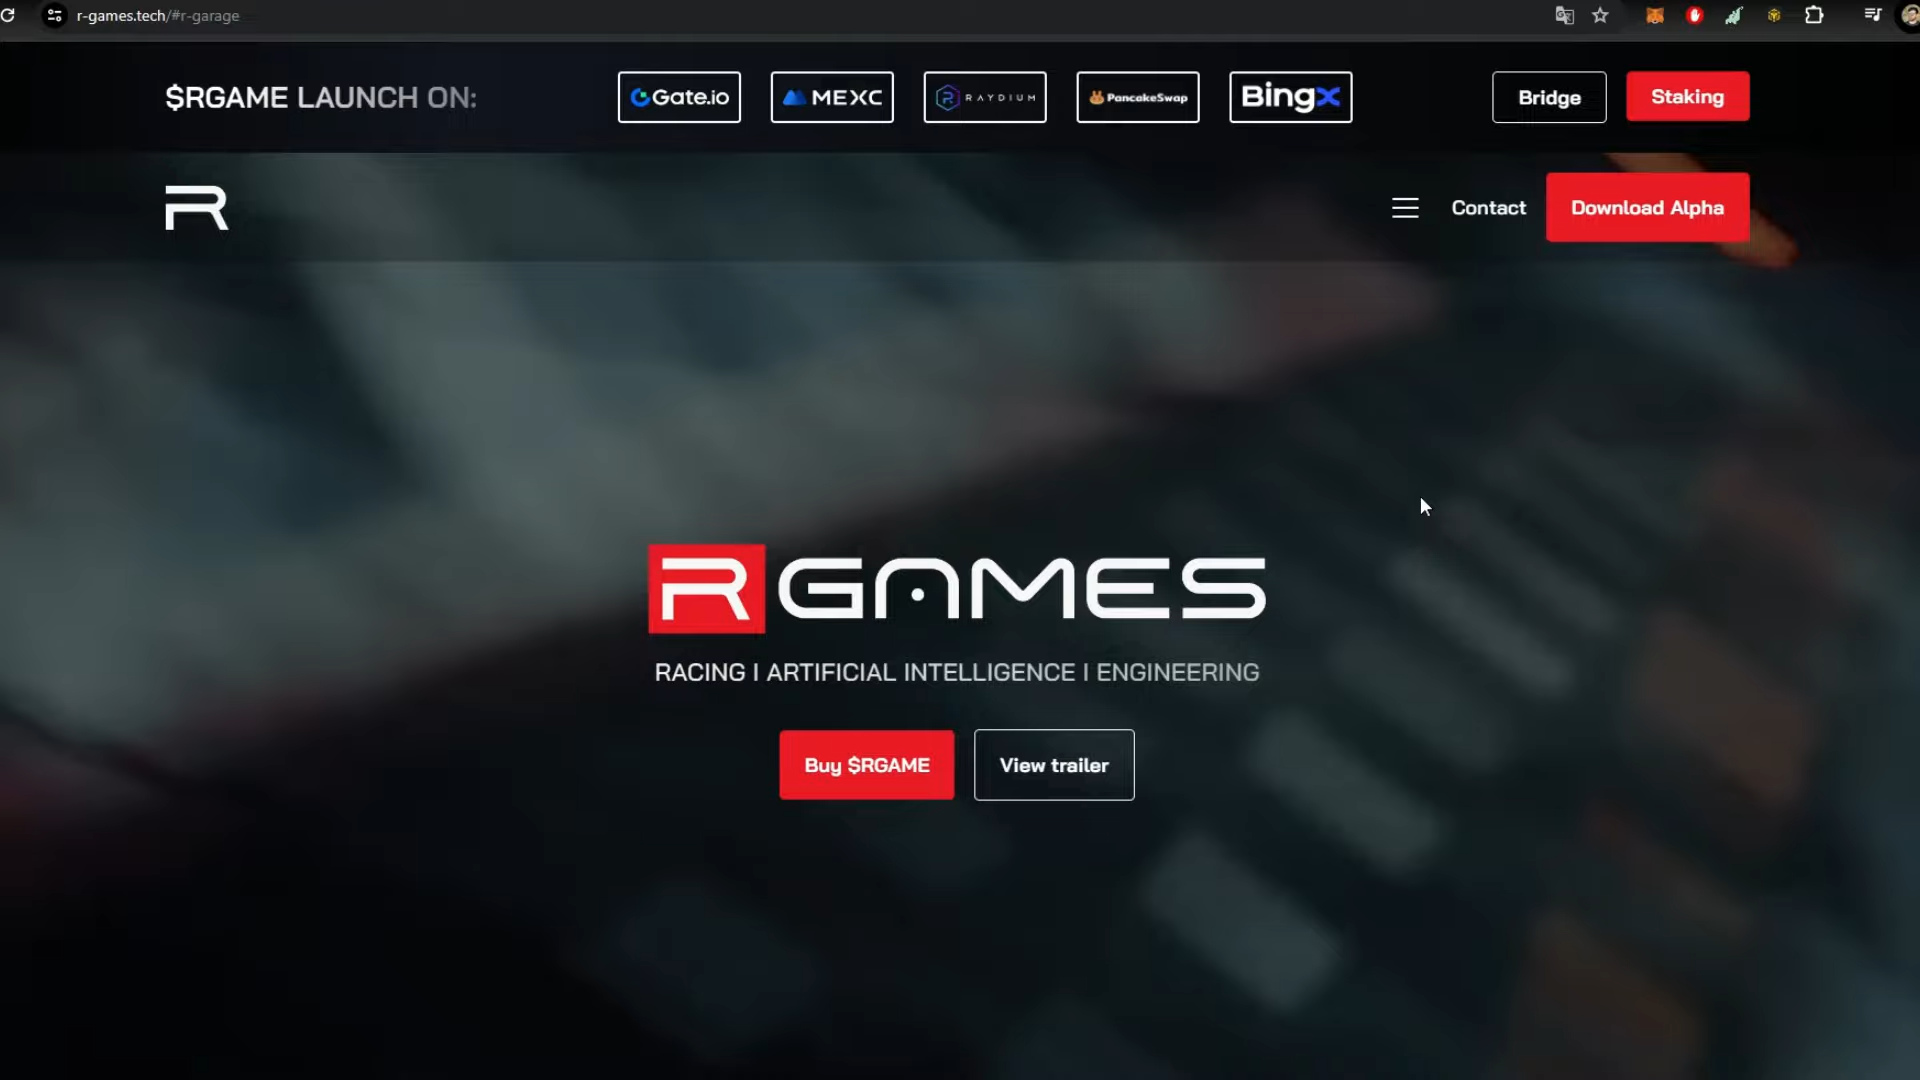 r-games.tech/#r-garage
$RGAME LAUNCH ON:
Gate.io
MEXC
RAYDIUM
PancakeSwap
BingX
Bridge
Staking
R
Contact
Download Alpha
R GAMES
RACING I ARTIFICIAL INTELLIGENCE I ENGINEERING
Buy $RGAME
View trailer